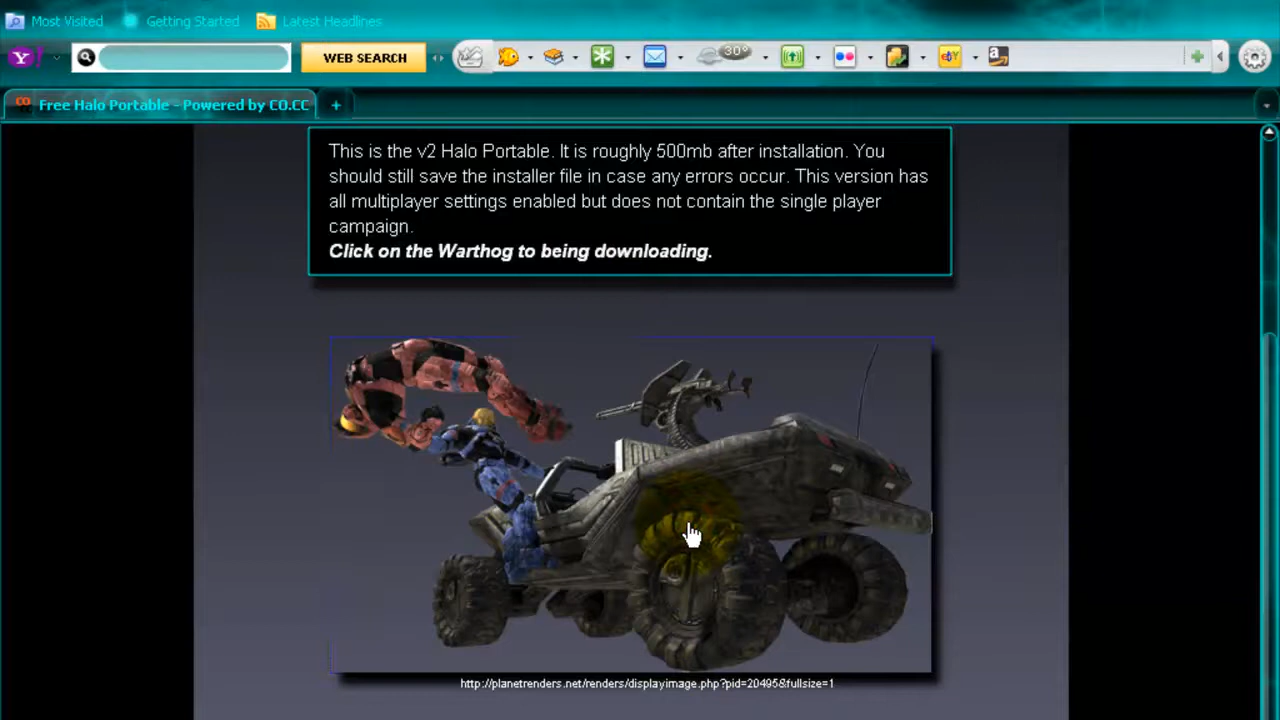 Most Visited Getting Started Latest Headlines
Y! WEB SEARCH 30°
Free Halo Portable - Powered by CO.CC
This is the v2 Halo Portable. It is roughly 500mb after installation. You
should still save the installer file in case any errors occur. This version has
all multiplayer settings enabled but does not contain the single player
campaign.
Click on the Warthog to being downloading.
http://planetrenders.net/renders/displayimage.php?pid=20495&fullsize=1